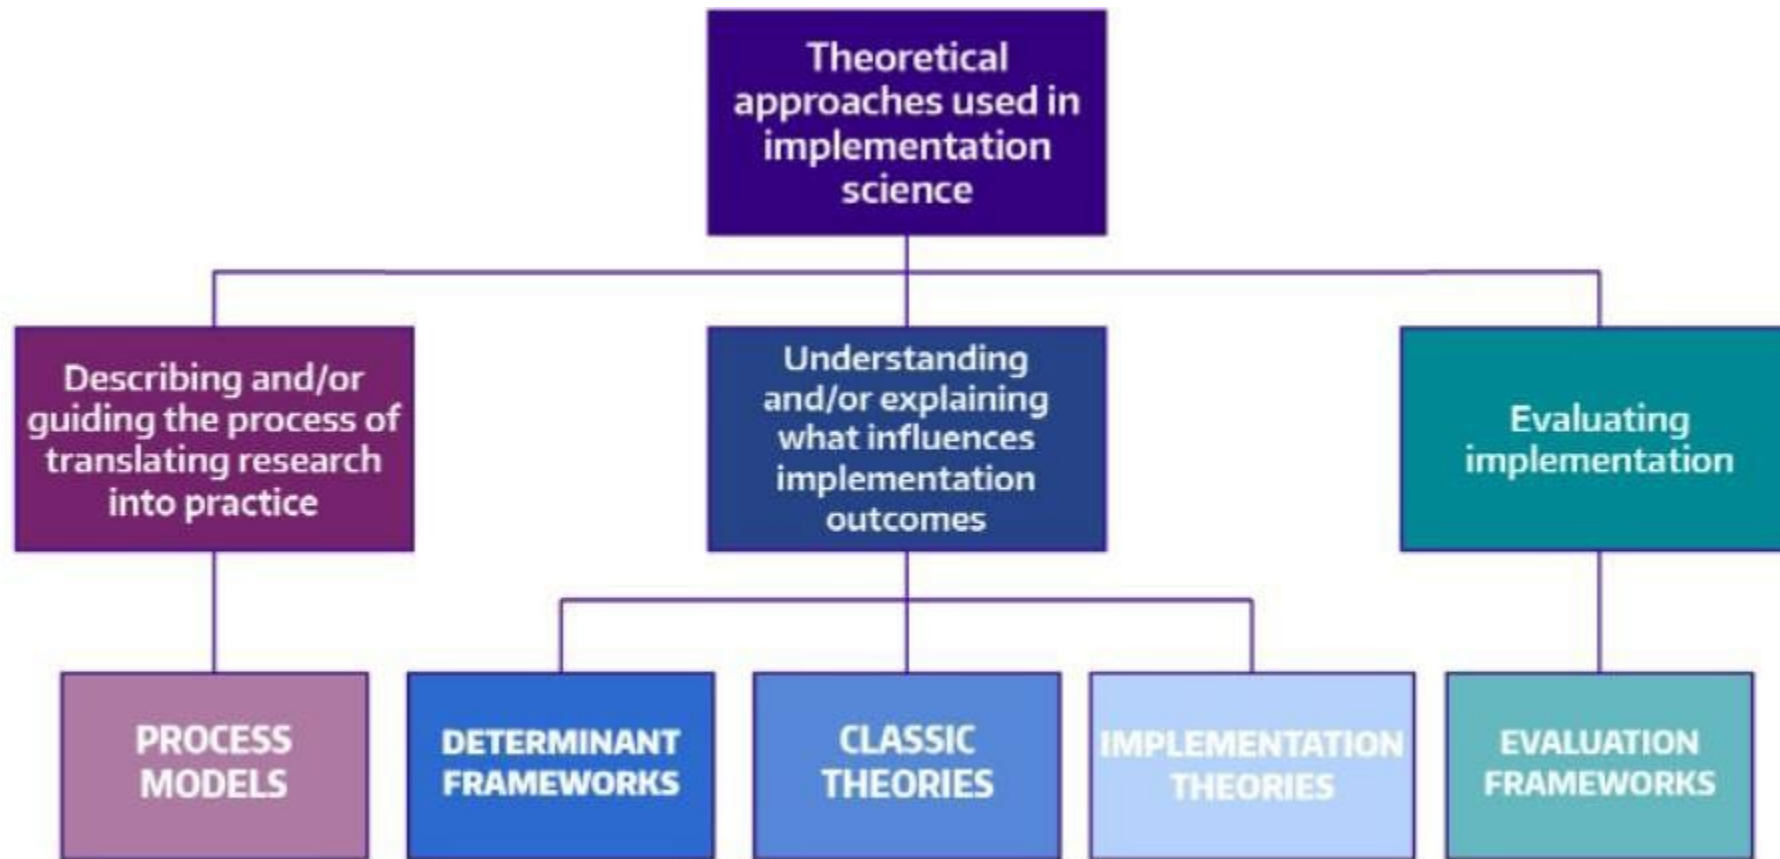 Theoretical
approaches used in
implementation
science
Describing and/or
guiding the process of
translating research
into practice
Understanding
and/or explaining
what influences
implementation
outcomes
Evaluating
implementation
PROCESS
MODELS
DETERMINANT
FRAMEWORKS
CLASSIC
THEORIES
IMPLEMENTATION
THEORIES
EVALUATION
FRAMEWORKS